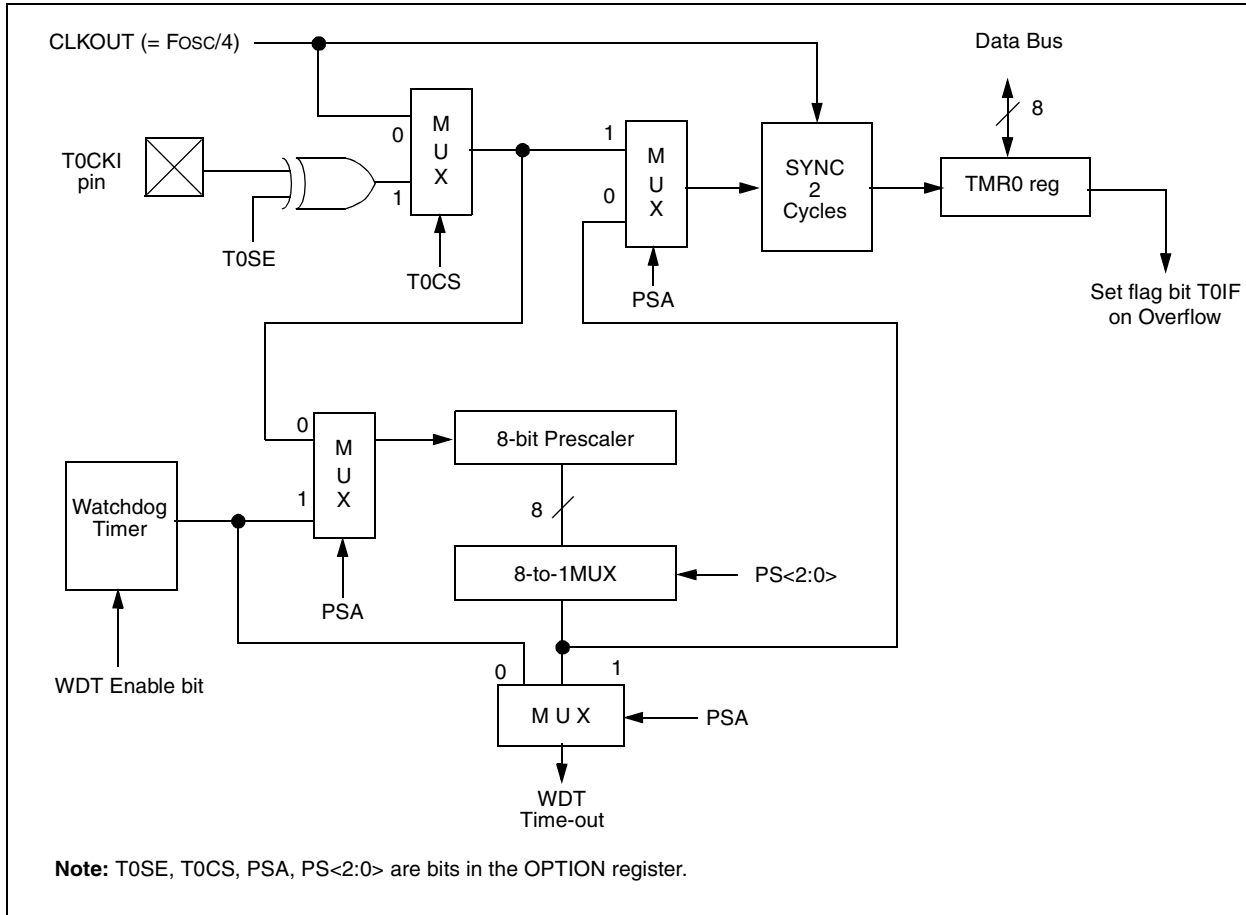 CLKOUT (= FOSC/4)
Data Bus
8
0
M
U
X
1
T0CKI
pin
T0SE
T0CS
1
M
U
X
0
PSA
SYNC
2
Cycles
TMR0 reg
Set flag bit T0IF
on Overflow
0
M
U
X
1
8-bit Prescaler
Watchdog
Timer
8
PSA
8-to-1MUX
PS<2:0>
WDT Enable bit
0
1
M U X
PSA
WDT
Time-out
Note: T0SE, T0CS, PSA, PS<2:0> are bits in the OPTION register.